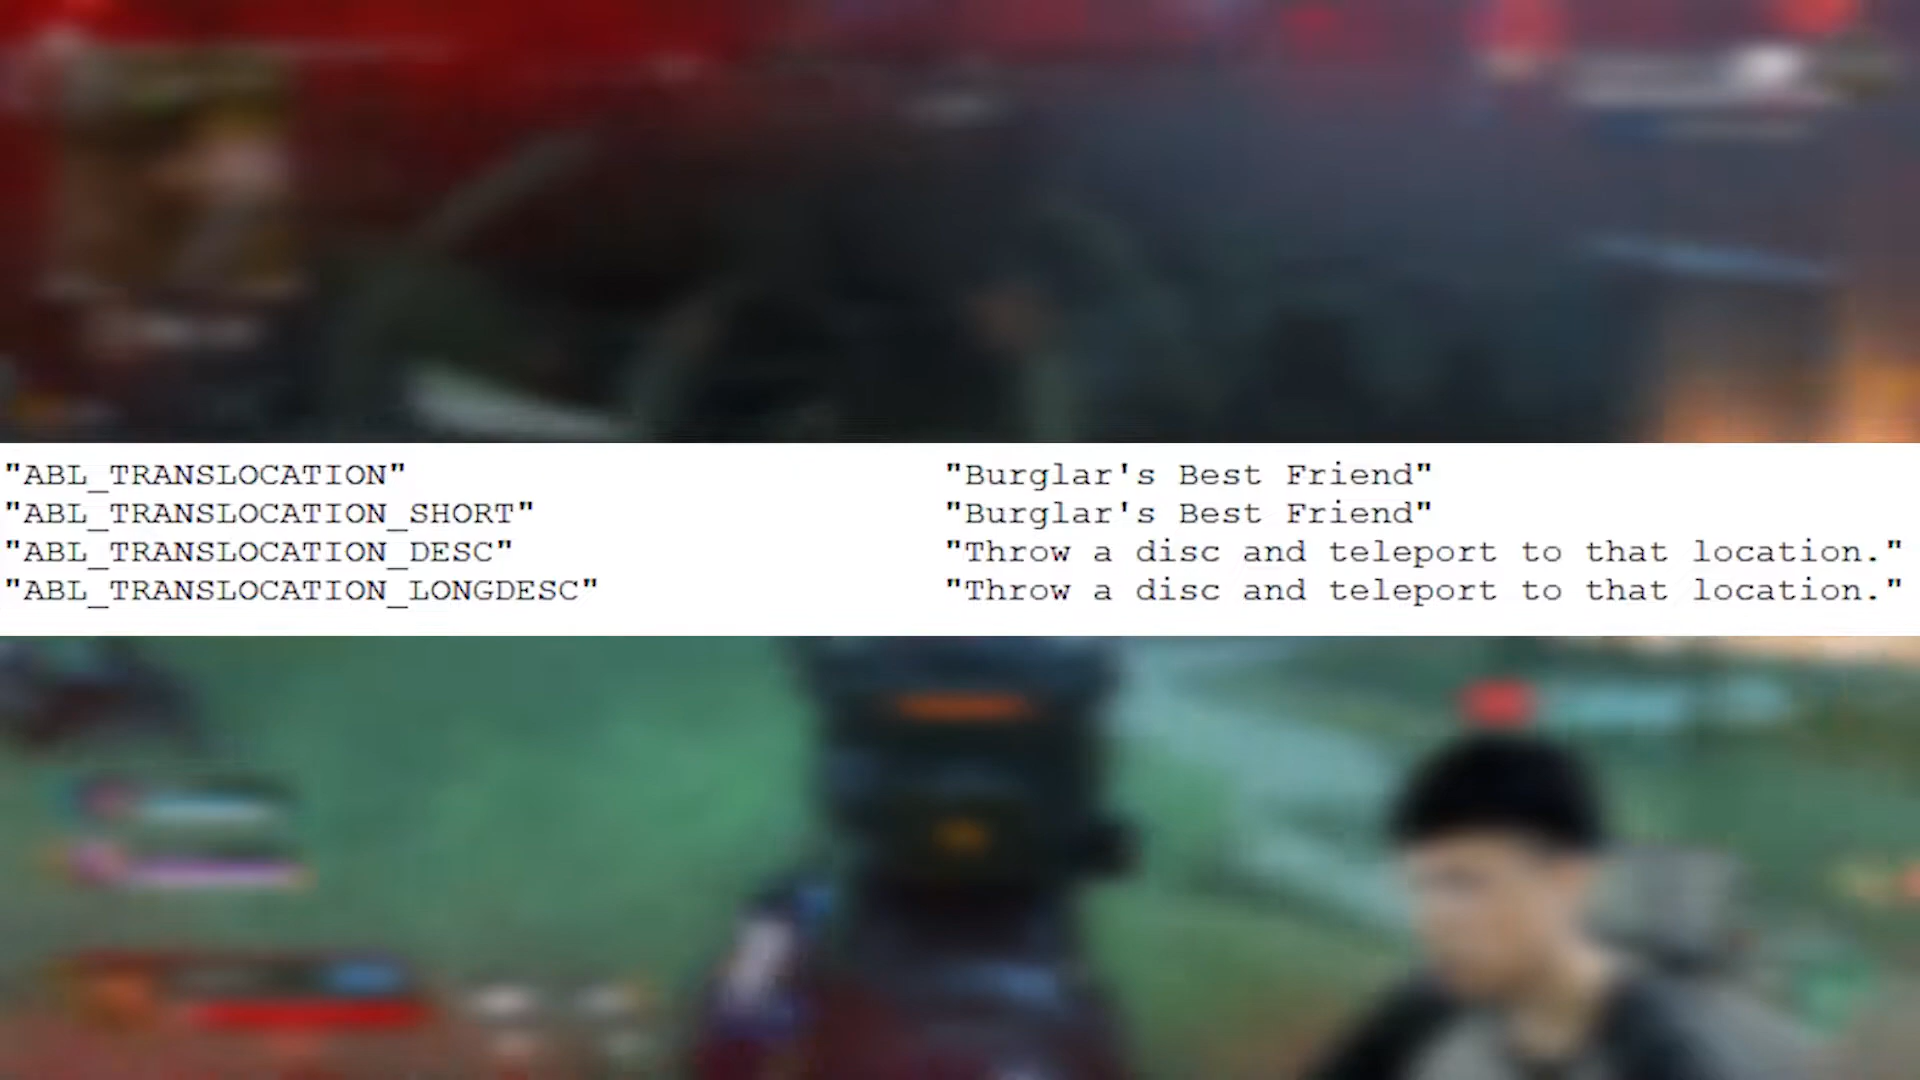 "ABL_TRANSLOCATION" "Burglar's Best Friend"
"ABL_TRANSLOCATION_SHORT" "Burglar's Best Friend"
"ABL_TRANSLOCATION_DESC" "Throw a disc and teleport to that location."
"ABL_TRANSLOCATION_LONGDESC" "Throw a disc and teleport to that location."